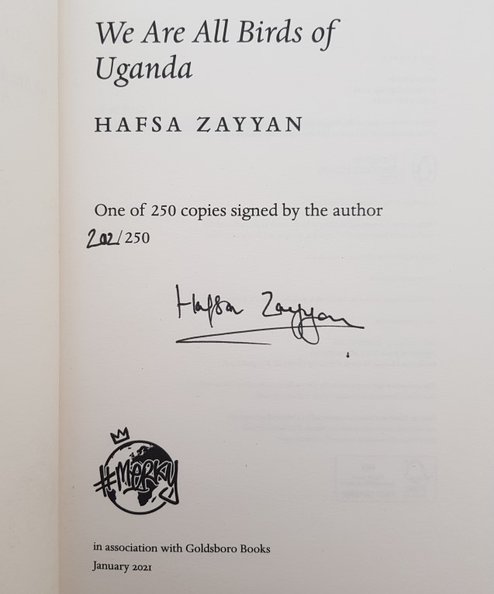 We Are All Birds of
Uganda
HAFSA ZAYYAN
One of 250 copies signed by the author
202/250
Hafsa Zayyan
#MERKY
in association with Goldsboro Books
January 2021